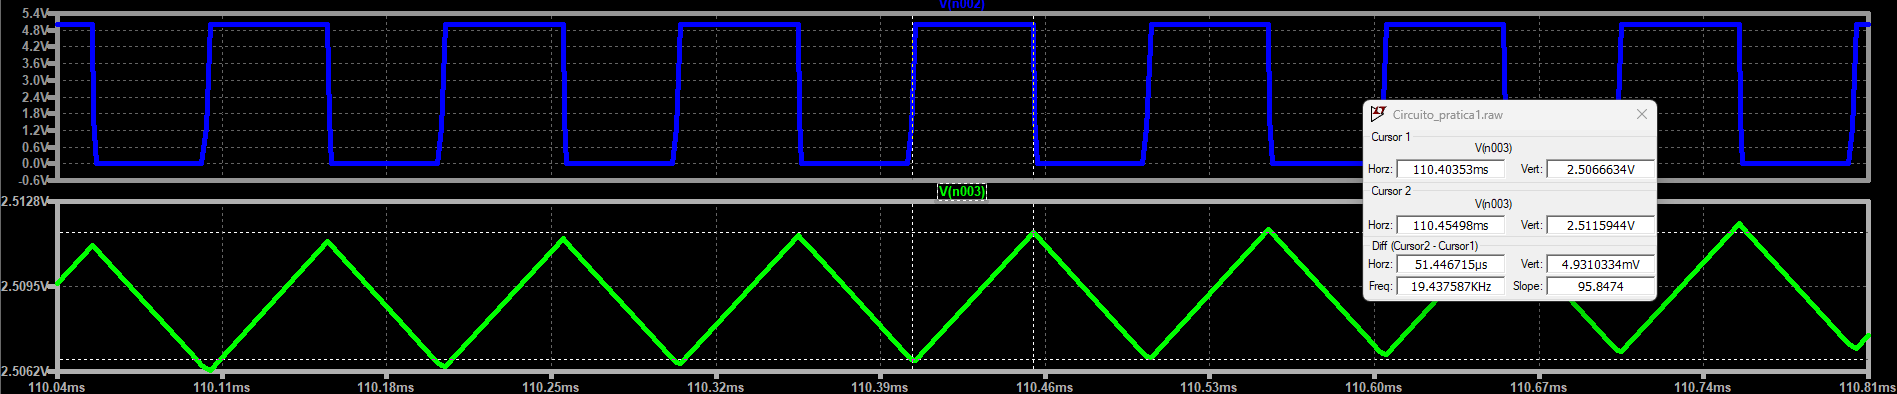 V(n002)
5.4V
4.8V
4.2V
3.6V
3.0V
2.4V
1.8V
1.2V
0.6V
0.0V
-0.6V
V(n003)
2.5128V
2.5095V
2.5062V
110.04ms 110.11ms 110.18ms 110.25ms 110.32ms 110.39ms 110.46ms 110.53ms 110.60ms 110.67ms 110.74ms 110.81ms
Circuito_pratica1.raw
Cursor 1
V(n003)
Horz: 110.40353ms Vert: 2.5066634V
Cursor 2
V(n003)
Horz: 110.45498ms Vert: 2.5115944V
Diff (Cursor2 - Cursor1)
Horz: 51.446715µs Vert: 4.9310334mV
Freq: 19.437587KHz Slope: 95.8474